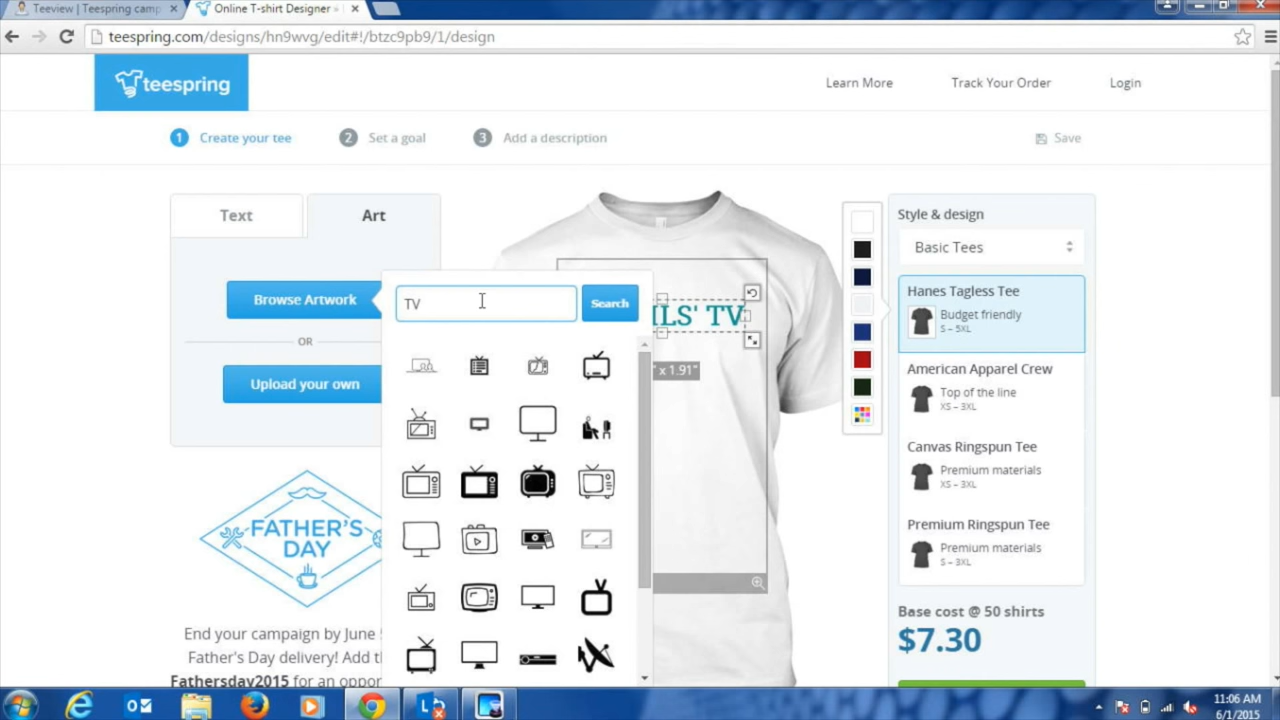 Teeview | Teespring camp
Online T-shirt Designer »
teespring.com/designs/hn9wvg/edit#!/btzc9pb9/1/design
teespring
Learn More
Track Your Order
Login
1 Create your tee
2 Set a goal
3 Add a description
Save
Text
Art
Browse Artwork
OR
Upload your own
TV
Search
ILS' TV
" x 1.91"
Style & design
Basic Tees
Hanes Tagless Tee
Budget friendly
S – 5XL
American Apparel Crew
Top of the line
XS – 3XL
Canvas Ringspun Tee
Premium materials
XS – 3XL
Premium Ringspun Tee
Premium materials
S – 3XL
Base cost @ 50 shirts
$7.30
FATHER'S
DAY
End your campaign by June
Father's Day delivery! Add th
Fathersday2015 for an oppor
11:06 AM
6/1/2015